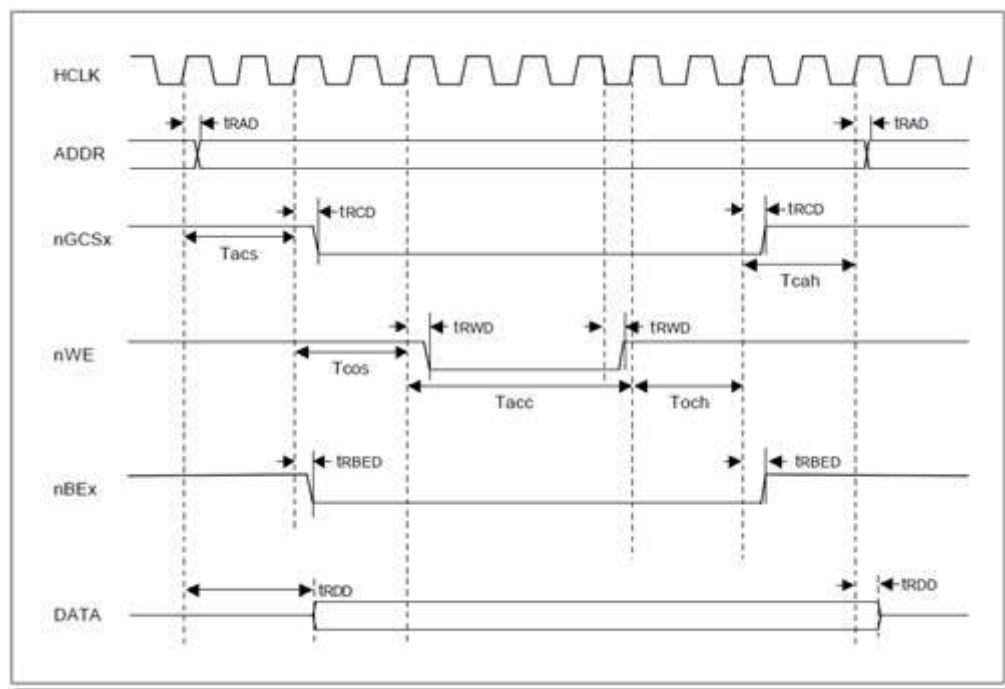 HCLK
tRAD
tRAD
ADDR
tRCD
tRCD
nGCSx
Tacs
Tcah
tRWD
tRWD
nWE
Tcos
Tacc
Toch
tRBED
tRBED
nBEx
tRDD
tRDD
DATA